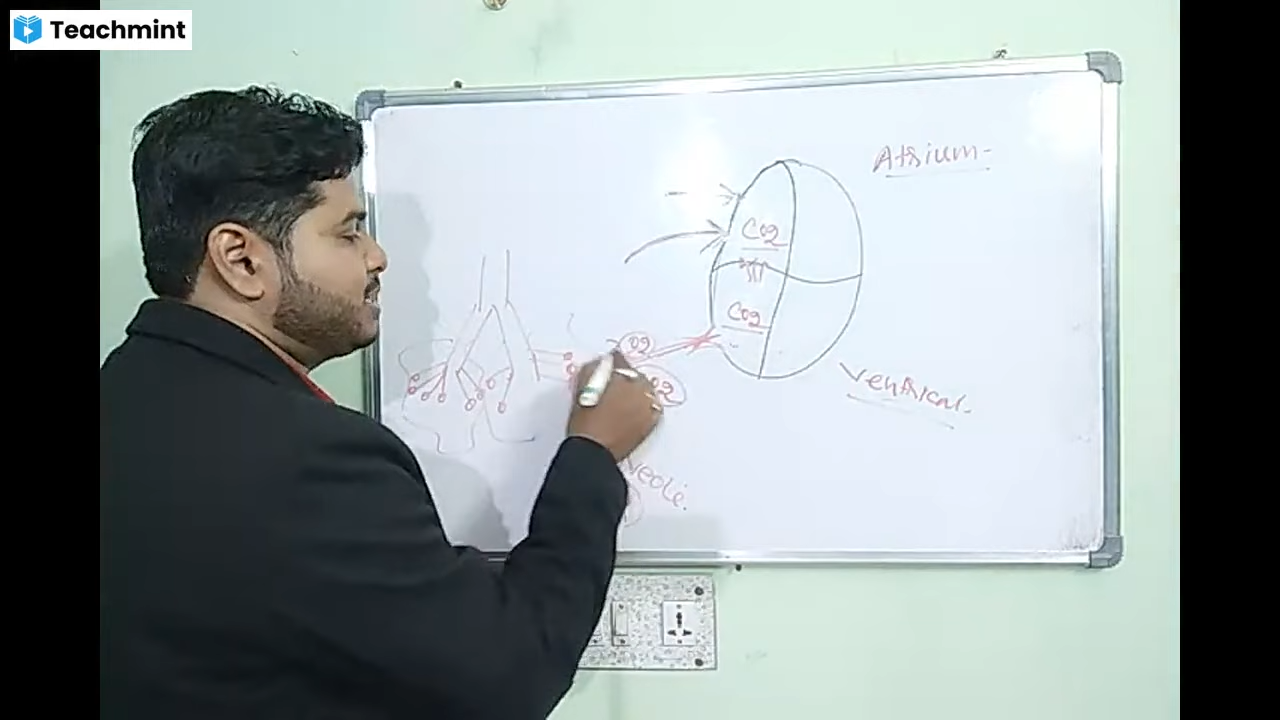 Teachmint
Atrium-
CO2
CO2
O2
Ventrical.